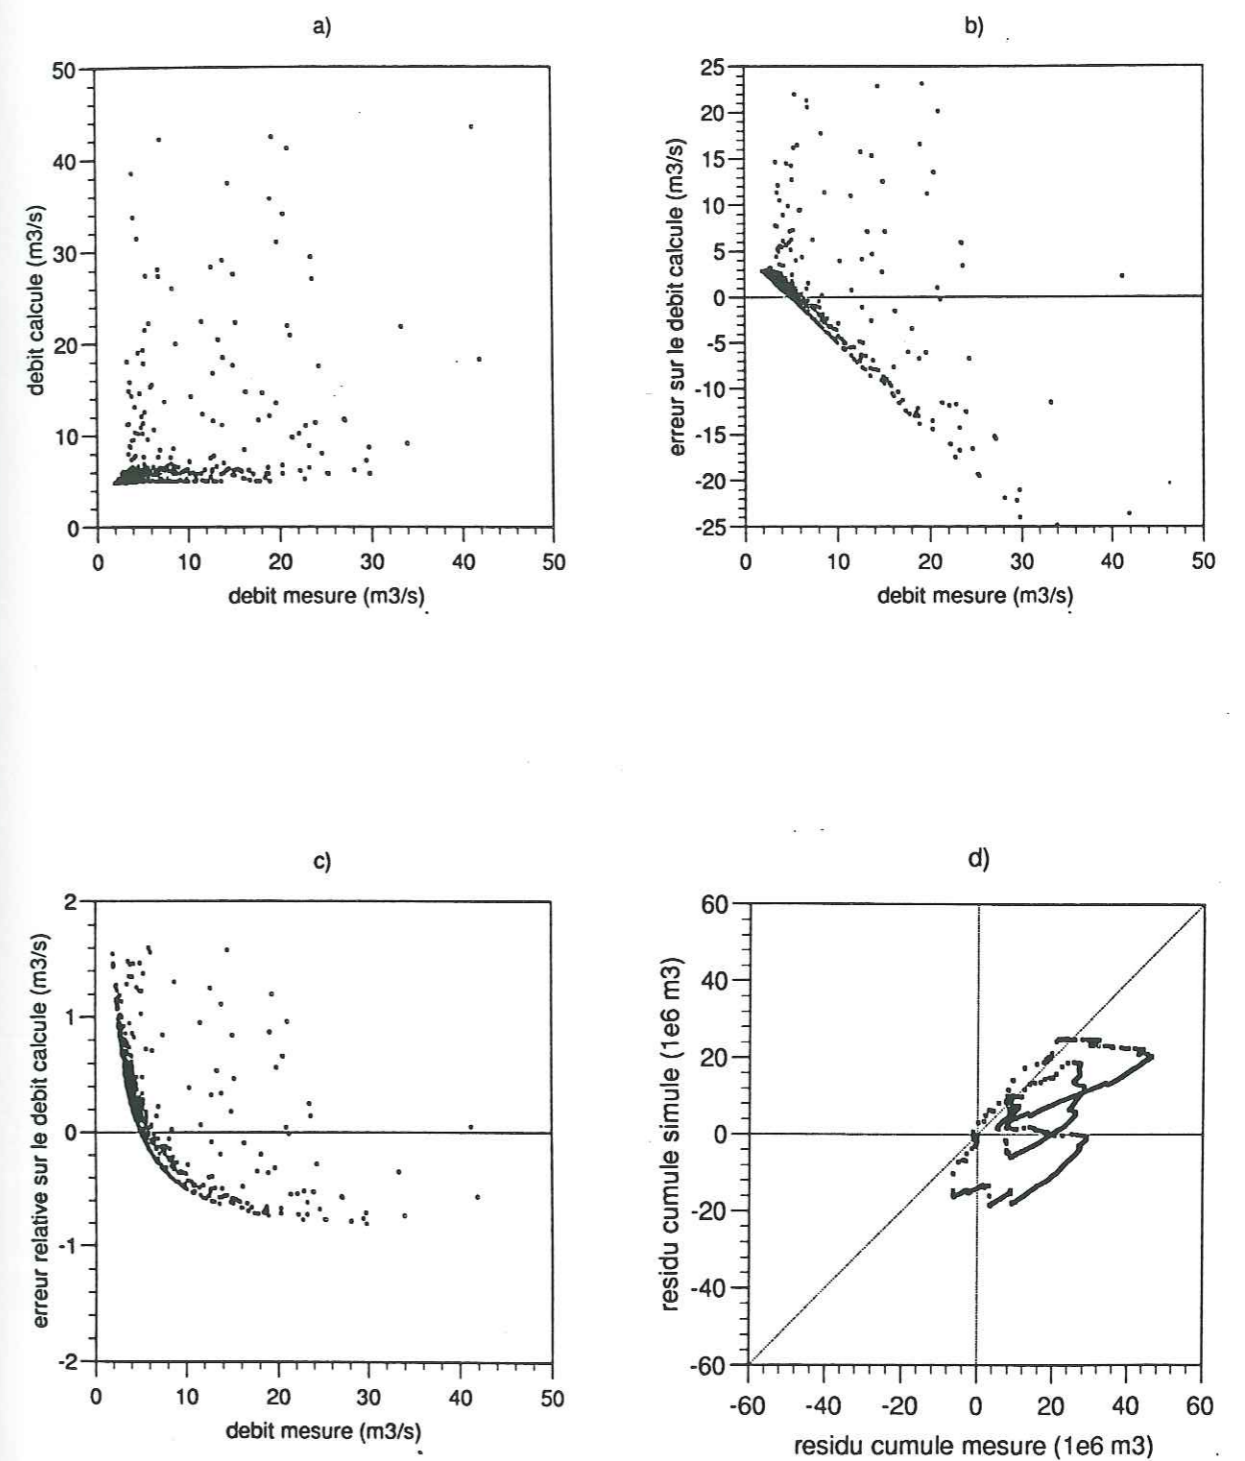 a)
50
40
30
20
10
0
debit calcule (m3/s)
0 10 20 30 40 50
debit mesure (m3/s)
b)
25
20
15
10
5
0
-5
-10
-15
-20
-25
erreur sur le debit calcule (m3/s)
0 10 20 30 40 50
debit mesure (m3/s)
c)
2
1
0
-1
-2
erreur relative sur le debit calcule (m3/s)
0 10 20 30 40 50
debit mesure (m3/s)
d)
60
40
20
0
-20
-40
-60
residu cumule simule (1e6 m3)
-60 -40 -20 0 20 40 60
residu cumule mesure (1e6 m3)